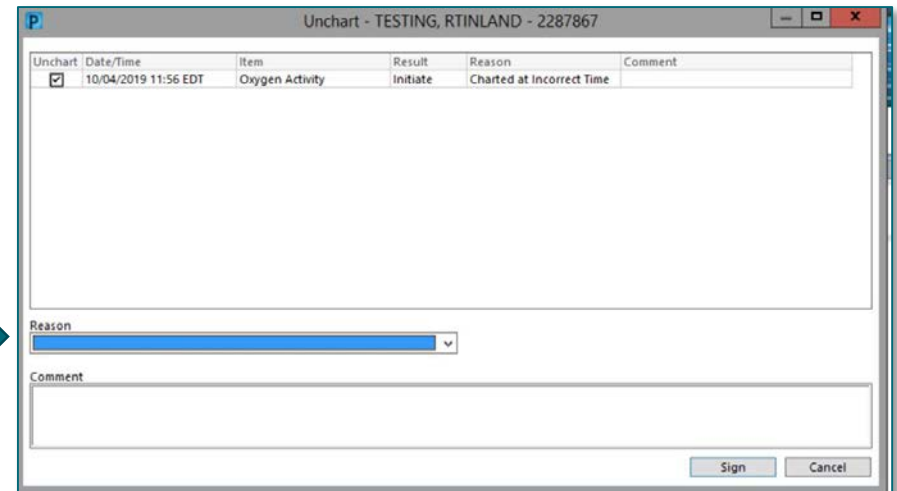 P Unchart - TESTING, RTINLAND - 2287867
Unchart Date/Time Item Result Reason Comment
10/04/2019 11:56 EDT Oxygen Activity Initiate Charted at Incorrect Time
Reason
Comment
Sign Cancel